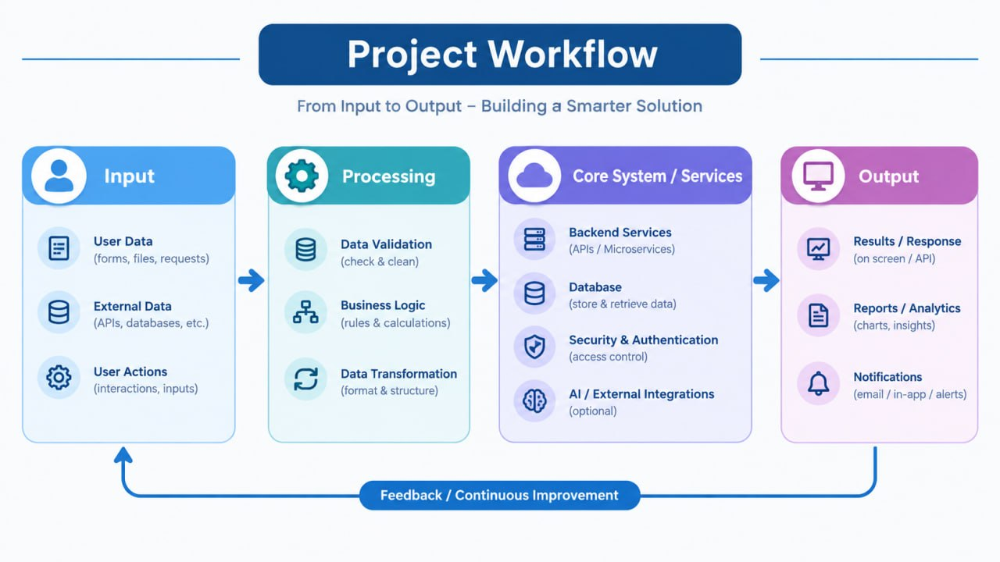 Project Workflow
From Input to Output – Building a Smarter Solution
Input
User Data
(forms, files, requests)
External Data
(APIs, databases, etc.)
User Actions
(interactions, inputs)
Processing
Data Validation
(check & clean)
Business Logic
(rules & calculations)
Data Transformation
(format & structure)
Core System / Services
Backend Services
(APIs / Microservices)
Database
(store & retrieve data)
Security & Authentication
(access control)
AI / External Integrations
(optional)
Output
Results / Response
(on screen / API)
Reports / Analytics
(charts, insights)
Notifications
(email / in-app / alerts)
Feedback / Continuous Improvement